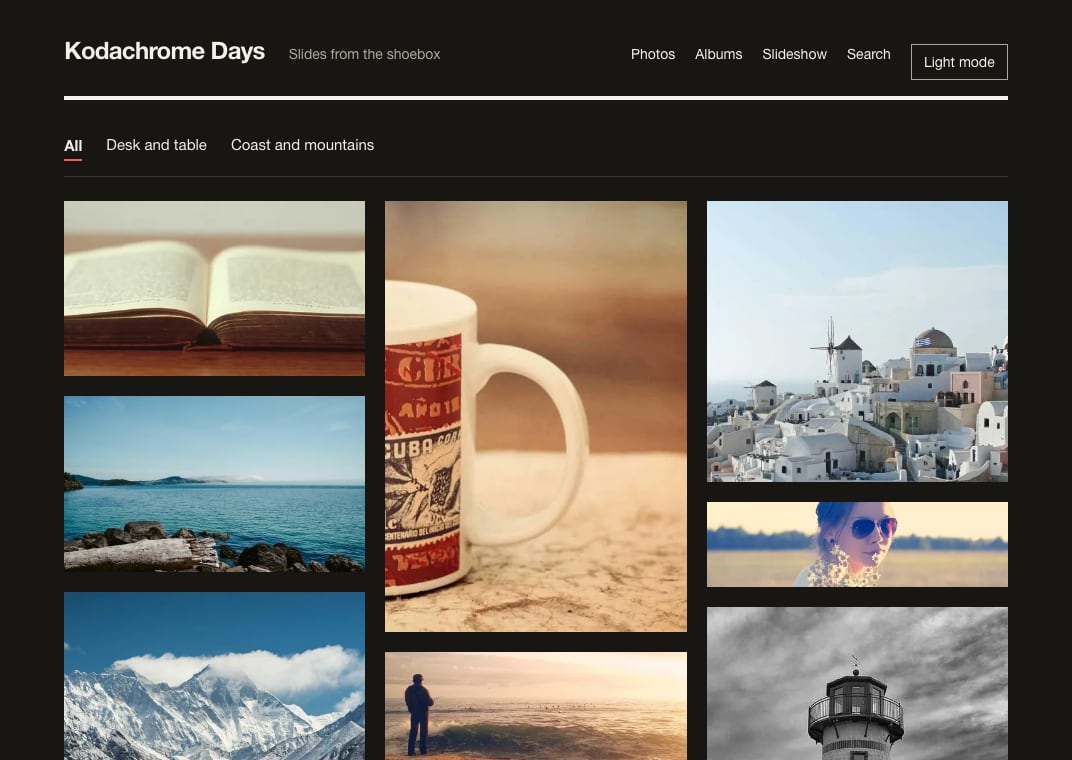 Kodachrome Days
Slides from the shoebox
Photos
Albums
Slideshow
Search
Light mode
All
Desk and table
Coast and mountains
CUBA